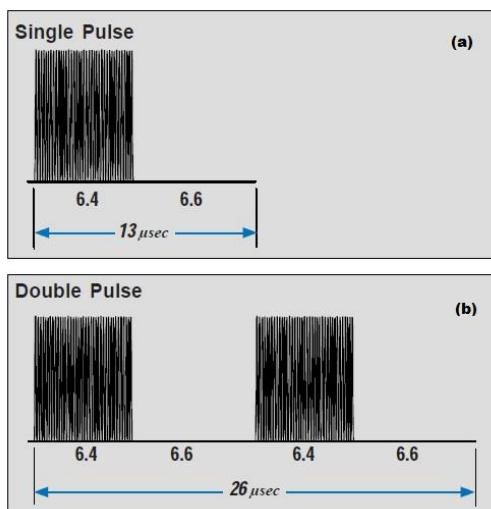 Single Pulse
(a)
6.4 6.6
13 μsec
Double Pulse
(b)
6.4 6.6 6.4 6.6
26 μsec